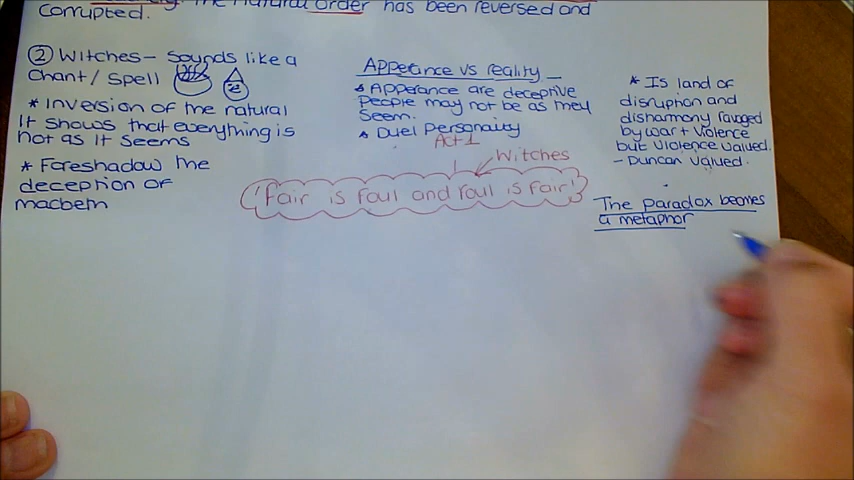 The natural order has been reversed and
corrupted.
② Witches- sounds like a
chant/spell
* Inversion of the natural
It shows that everything is
not as it seems
* Foreshadow the
deception of
macbeth
Apperance vs reality
Apperance are deceptive
People may not be as they
Seem.
Duel Personality
Act 1
Witches
'Fair is Foul and Foul is Fair'
* Is land of
disruption and
disharmony ravaged
by war + violence
but violence valued.
- Duncan valued.
The paradox becomes
a metaphor